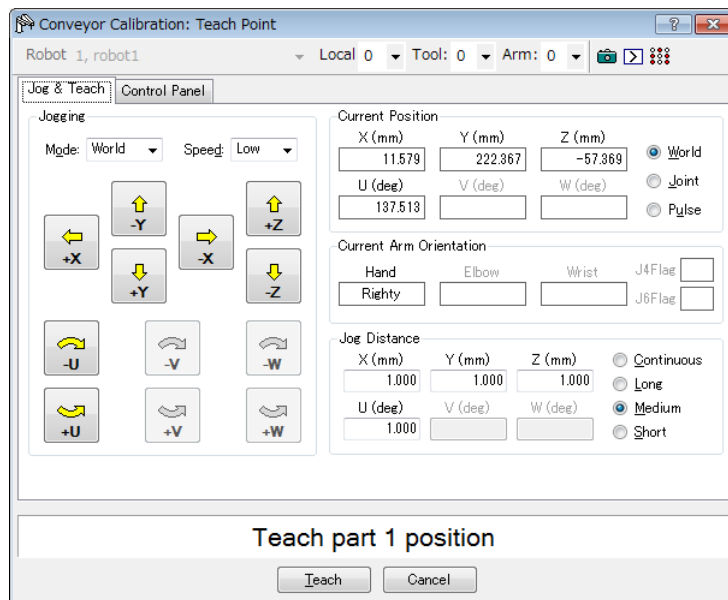 Conveyor Calibration: Teach Point
Robot 1, robot1 Local 0 Tool: 0 Arm: 0
Jog & Teach Control Panel
Jogging
Mode: World Speed: Low
-Y
+Z
+X
-X
+Y
-Z
-U -V -W
+U +V +W
Current Position
X (mm) Y (mm) Z (mm)
11.579 222.367 -57.369
U (deg) V (deg) W (deg)
137.513
World
Joint
Pulse
Current Arm Orientation
Hand Elbow Wrist J4Flag
Righty J6Flag
Jog Distance
X (mm) Y (mm) Z (mm)
1.000 1.000 1.000
U (deg) V (deg) W (deg)
1.000
Continuous
Long
Medium
Short
Teach part 1 position
Teach Cancel